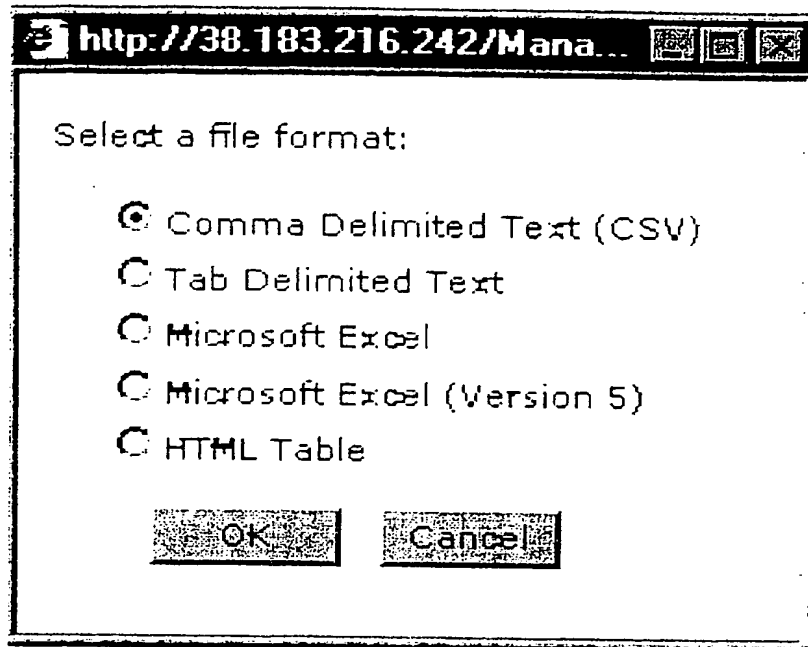 http://38.183.216.242/Mana...
Select a file format:
Comma Delimited Text (CSV)
Tab Delimited Text
Microsoft Excel
Microsoft Excel (Version 5)
HTML Table
OK
Cancel